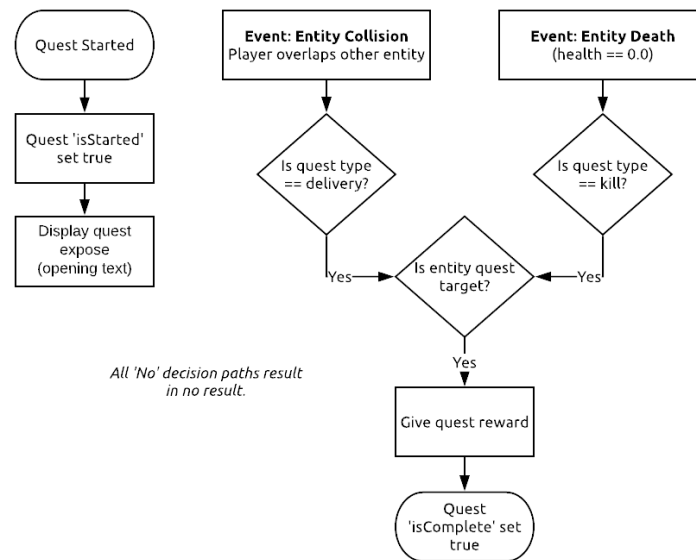 Quest Started
Quest 'isStarted'
set true
Display quest
expose
(opening text)
Event: Entity Collision
Player overlaps other entity
Event: Entity Death
(health == 0.0)
Is quest type
== delivery?
Is quest type
== kill?
Yes
Is entity quest
target?
Yes
Yes
All 'No' decision paths result
in no result.
Give quest reward
Quest
'isComplete' set
true